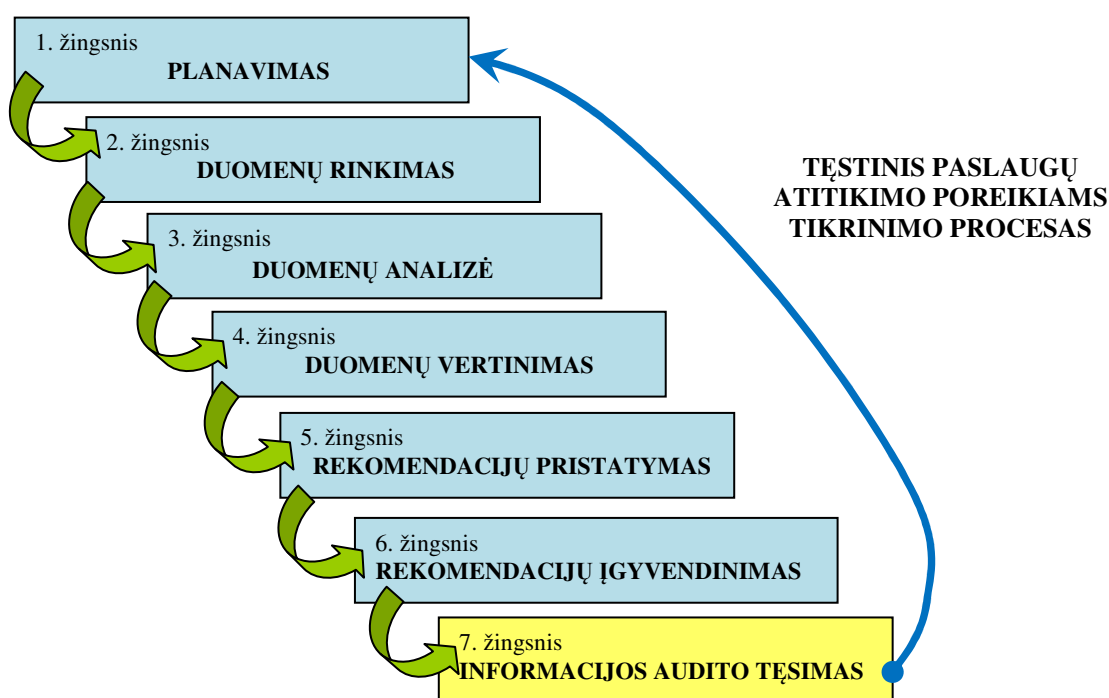 1. žingsnis
PLANAVIMAS
2. žingsnis
DUOMENŲ RINKIMAS
3. žingsnis
DUOMENŲ ANALIZĖ
4. žingsnis
DUOMENŲ VERTINIMAS
5. žingsnis
REKOMENDACIJŲ PRISTATYMAS
6. žingsnis
REKOMENDACIJŲ ĮGYVENDINIMAS
7. žingsnis
INFORMACIJOS AUDITO TĘSIMAS
TĘSTINIS PASLAUGŲ
ATITIKIMO POREIKIAMS
TIKRINIMO PROCESAS